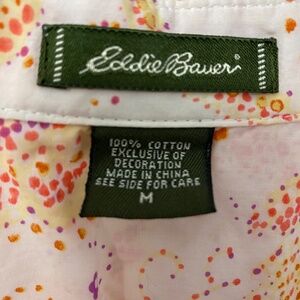 Eddie Bauer
100% COTTON
EXCLUSIVE OF
DECORATION
MADE IN CHINA
SEE SIDE FOR CARE
M